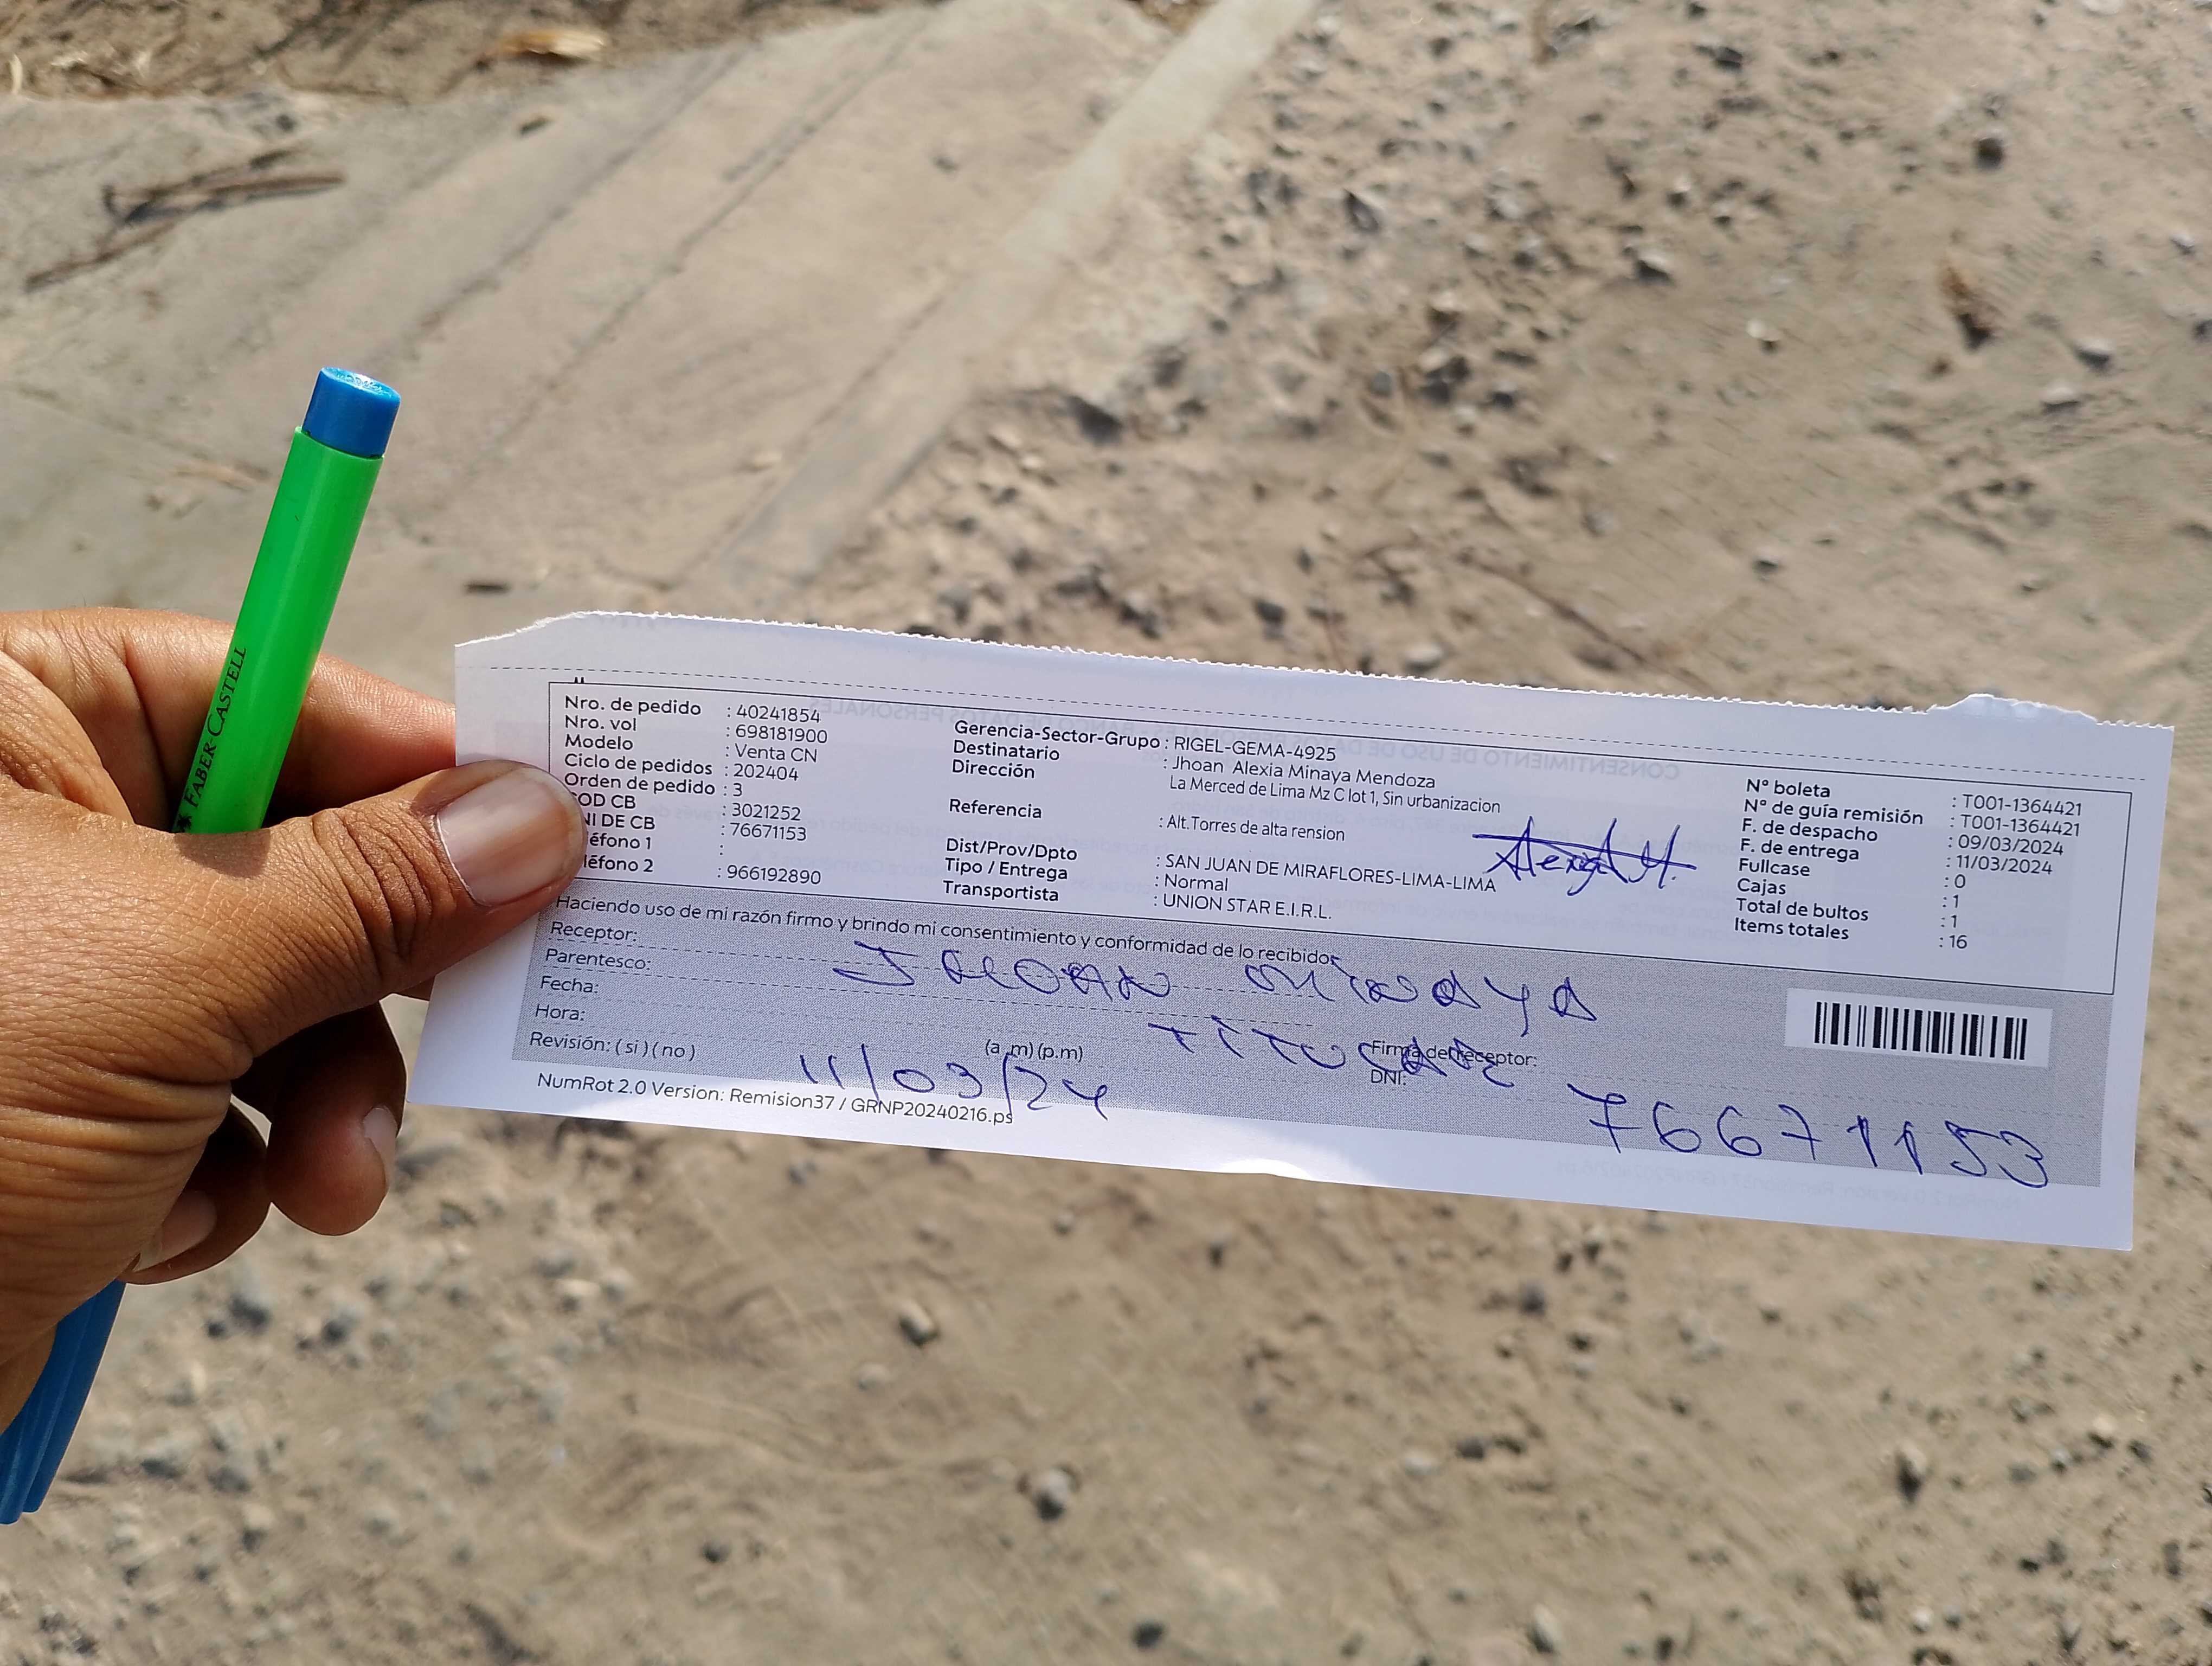 FABER-CASTELL
Nro. de pedido : 40241854
Nro. vol : 698181900
Modelo : Venta CN
Ciclo de pedidos : 202404
Orden de pedido : 3
COD CB : 3021252
NI DE CB : 76671153
léfono 1 :
léfono 2 : 966192890
Gerencia-Sector-Grupo : RIGEL-GEMA-4925
Destinatario : Jhoan Alexia Minaya Mendoza
Dirección La Merced de Lima Mz C lot 1, Sin urbanizacion
Referencia : Alt.Torres de alta rension
Dist/Prov/Dpto : SAN JUAN DE MIRAFLORES-LIMA-LIMA
Tipo / Entrega : Normal
Transportista : UNION STAR E.I.R.L.
Alexia M.
Nº boleta : T001-1364421
Nº de guía remisión : T001-1364421
F. de despacho : 09/03/2024
F. de entrega : 11/03/2024
Fullcase : 0
Cajas : 1
Total de bultos : 1
Items totales : 16
Haciendo uso de mi razón firmo y brindo mi consentimiento y conformidad de lo recibido:
Receptor: JHOAN MINAYA
Parentesco: TITULAR
Fecha: 11/03/24
Hora: (a .m) (p.m)
Revisión: ( si ) ( no )
Firma de receptor:
DNI: 76671153
NumRot 2.0 Version: Remision37 / GRNP20240216.ps